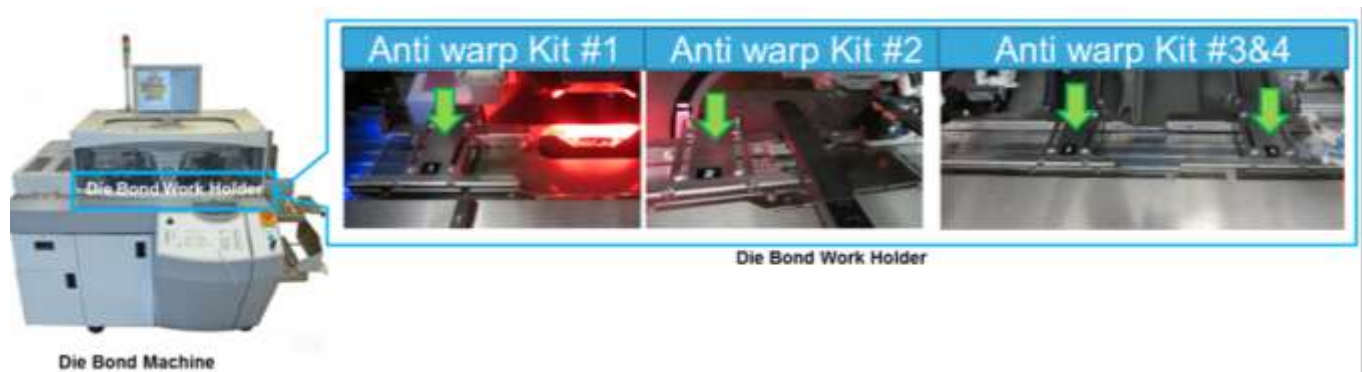 Anti warp Kit #1
Anti warp Kit #2
Anti warp Kit #3&4
Die Bond Work Holder
Die Bond Work Holder
Die Bond Machine